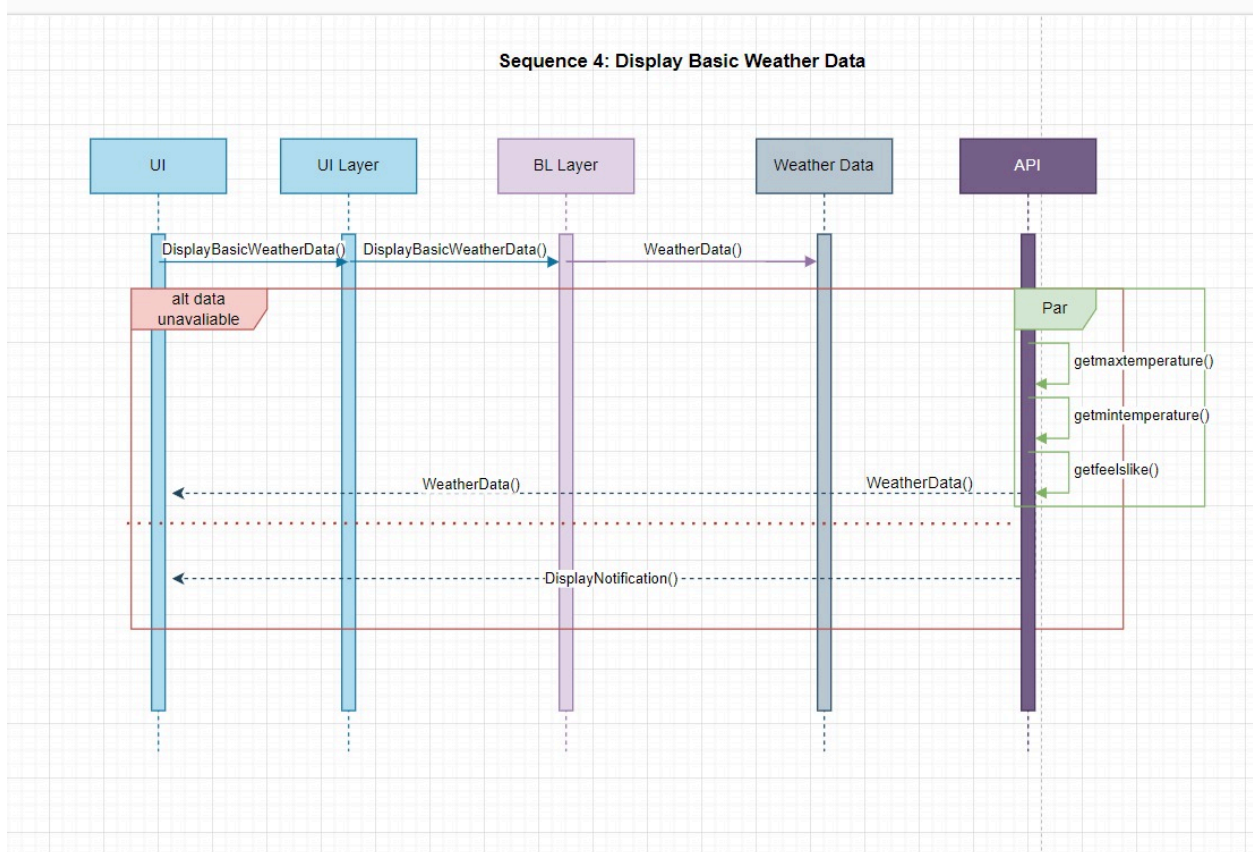 Sequence 4: Display Basic Weather Data
UI
UI Layer
BL Layer
Weather Data
API
DisplayBasicWeatherData()
DisplayBasicWeatherData()
WeatherData()
alt data
unavaliable
Par
getmaxtemperature()
getmintemperature()
getfeelslike()
WeatherData()
WeatherData()
DisplayNotification()